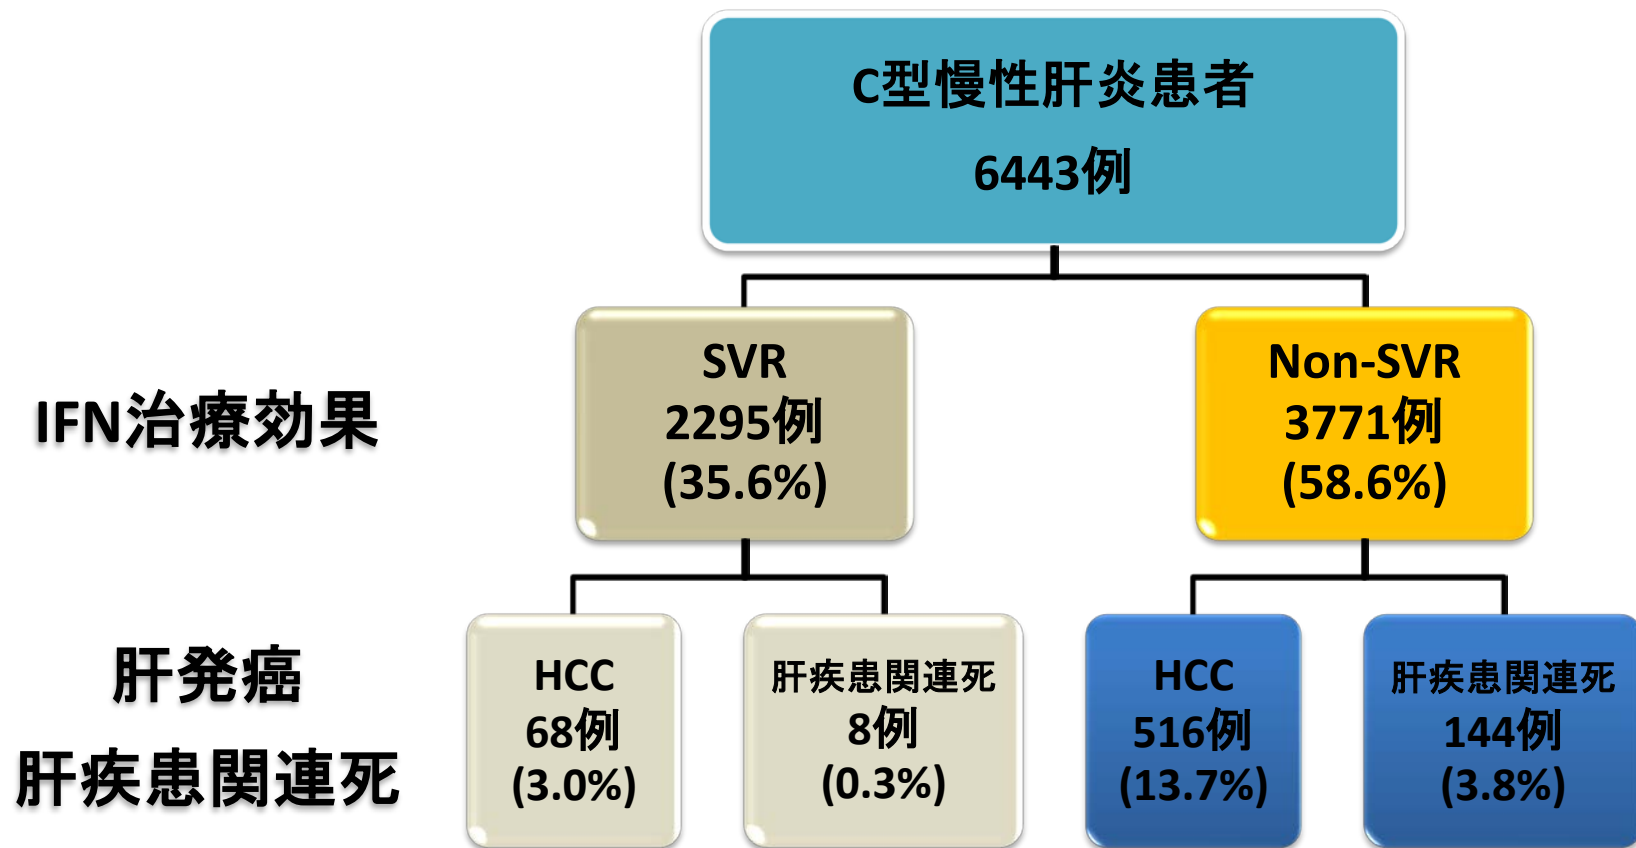 C型慢性肝炎患者
6443例
IFN治療効果
SVR
2295例
(35.6%)
Non-SVR
3771例
(58.6%)
肝発癌
肝疾患関連死
HCC
68例
(3.0%)
肝疾患関連死
8例
(0.3%)
HCC
516例
(13.7%)
肝疾患関連死
144例
(3.8%)